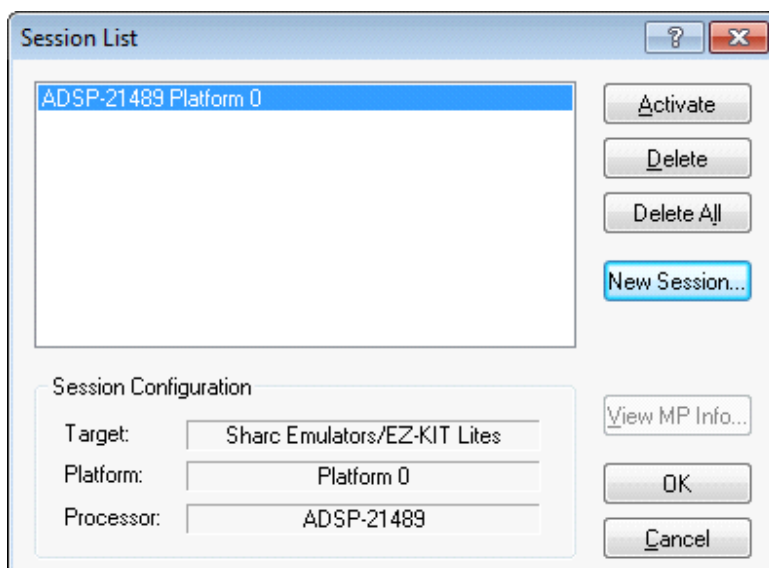 Session List
?
ADSP-21489 Platform 0
Activate
Delete
Delete All
New Session...
Session Configuration
Target: Sharc Emulators/EZ-KIT Lites
Platform: Platform 0
Processor: ADSP-21489
View MP Info...
OK
Cancel